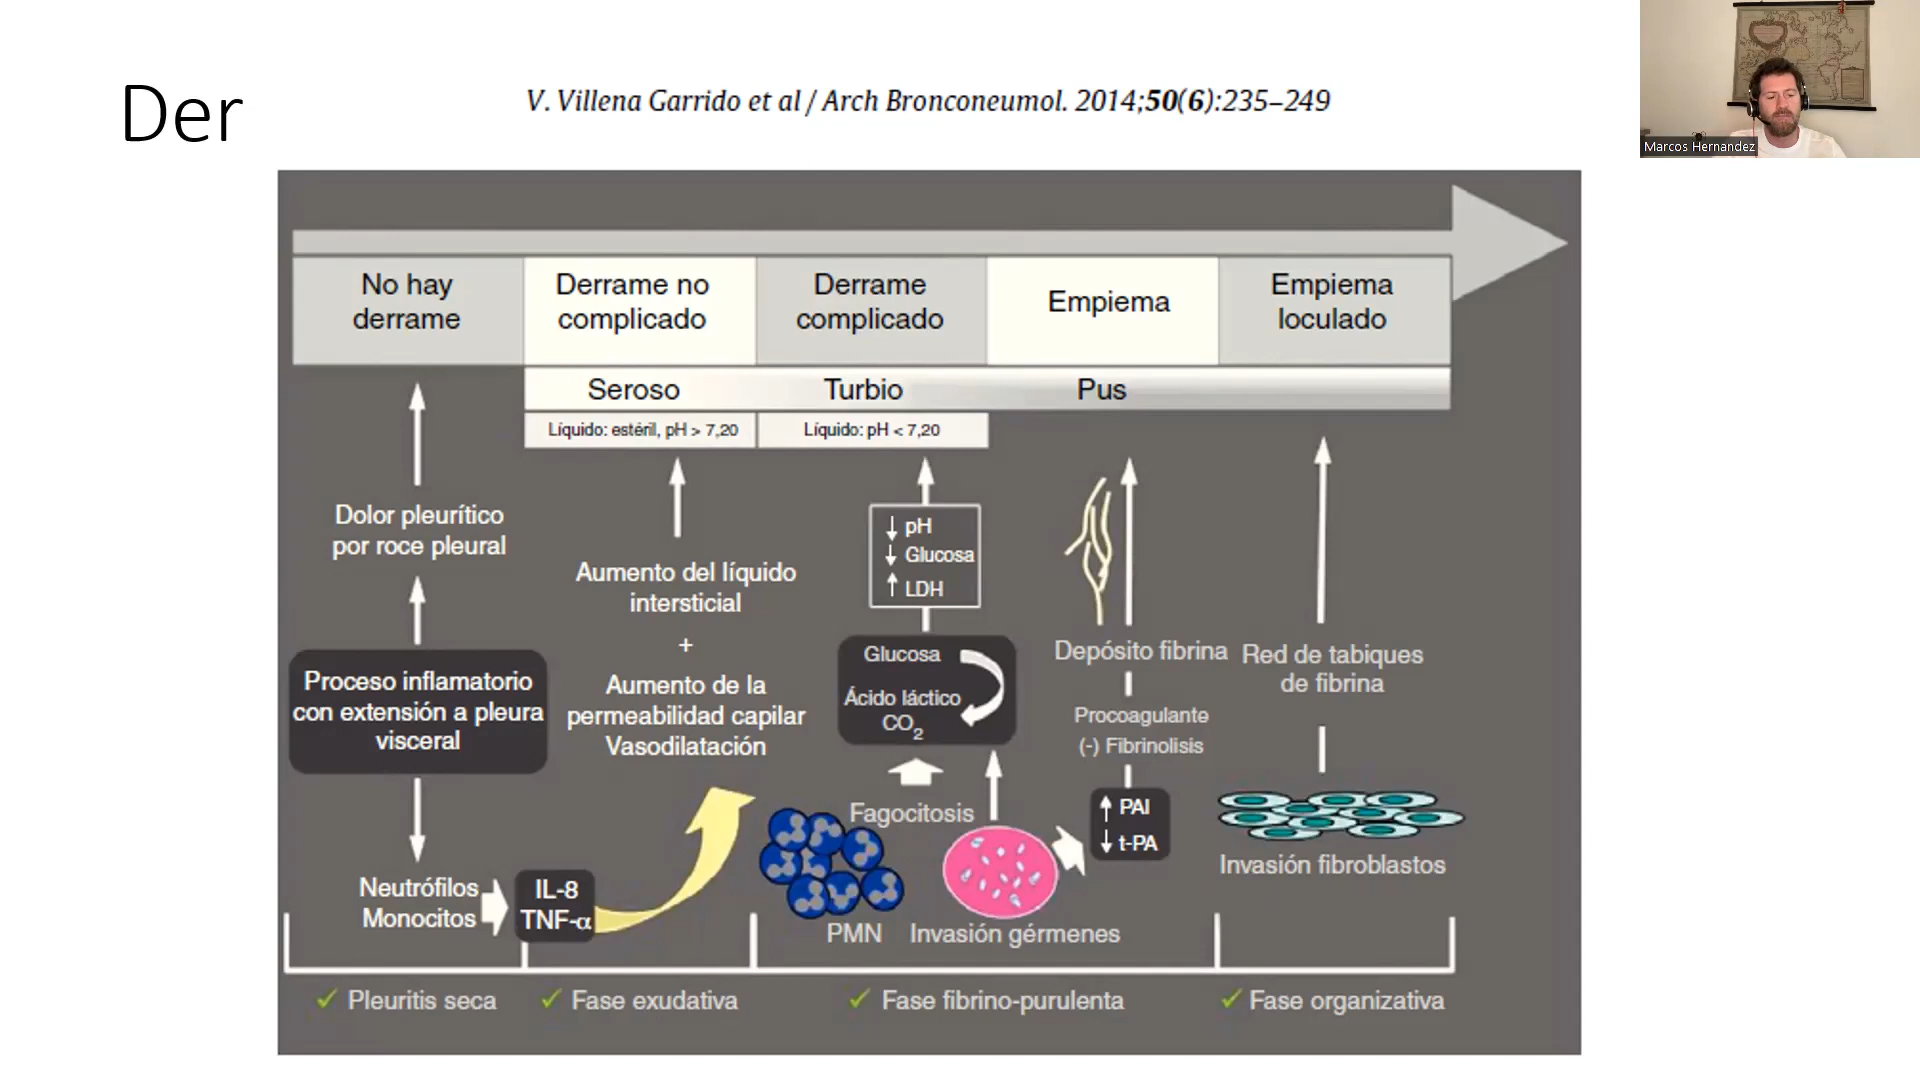 Der
V. Villena Garrido et al / Arch Bronconeumol. 2014;50(6):235–249
Marcos Hernandez
No hay
derrame
Derrame no
complicado
Derrame
complicado
Empiema
Empiema
loculado
Seroso
Turbio
Pus
Líquido: estéril, pH > 7,20
Líquido: pH < 7,20
Dolor pleurítico
por roce pleural
Proceso inflamatorio
con extensión a pleura
visceral
Neutrófilos
Monocitos
IL-8
TNF-α
Aumento del líquido
intersticial
+
Aumento de la
permeabilidad capilar
Vasodilatación
↓ pH
↓ Glucosa
↑ LDH
Glucosa
Ácido láctico
CO2
Fagocitosis
PMN
Invasión gérmenes
Depósito fibrina
Procoagulante
(-) Fibrinolisis
↑ PAI
↓ t-PA
Red de tabiques
de fibrina
Invasión fibroblastos
✓ Pleuritis seca
✓ Fase exudativa
✓ Fase fibrino-purulenta
✓ Fase organizativa